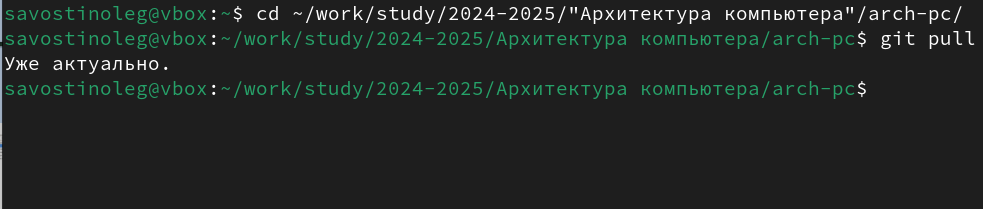 savostinoleg@vbox:~$ cd ~/work/study/2024-2025/"Архитектура компьютера"/arch-pc/
savostinoleg@vbox:~/work/study/2024-2025/Архитектура компьютера/arch-pc$ git pull
Уже актуально.
savostinoleg@vbox:~/work/study/2024-2025/Архитектура компьютера/arch-pc$